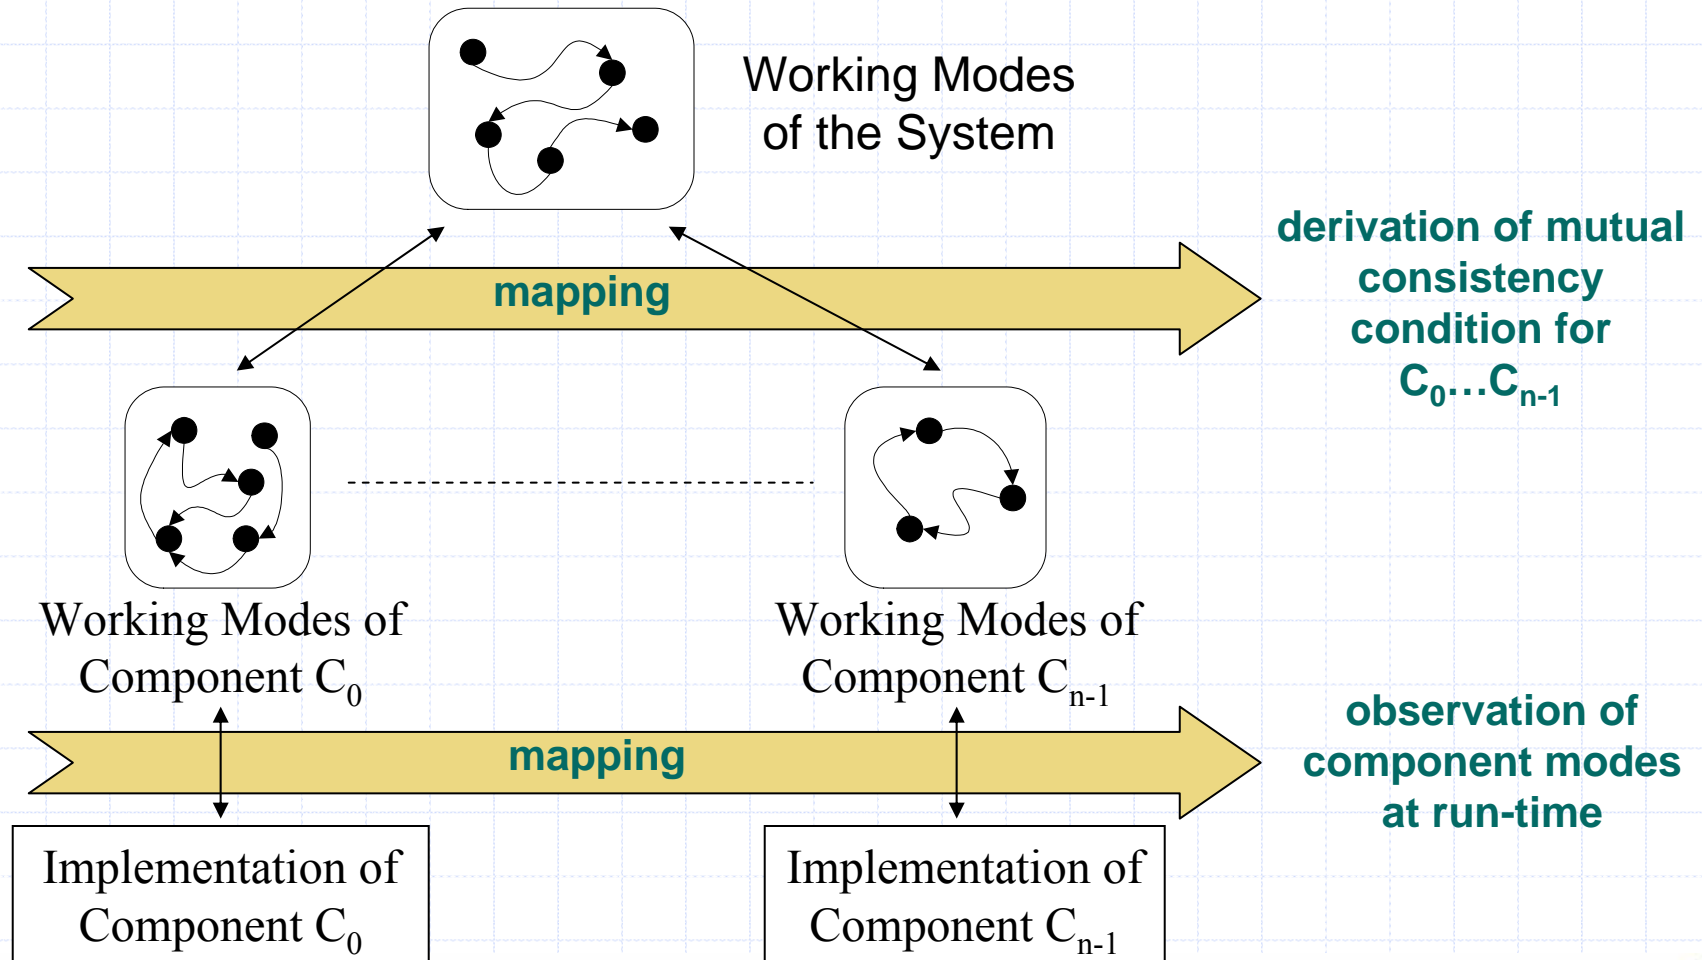 Working Modes
of the System
derivation of mutual
consistency
condition for
C₀…Cₙ₋₁
mapping
Working Modes of
Component C₀
Working Modes of
Component Cₙ₋₁
mapping
observation of
component modes
at run-time
Implementation of
Component C₀
Implementation of
Component Cₙ₋₁